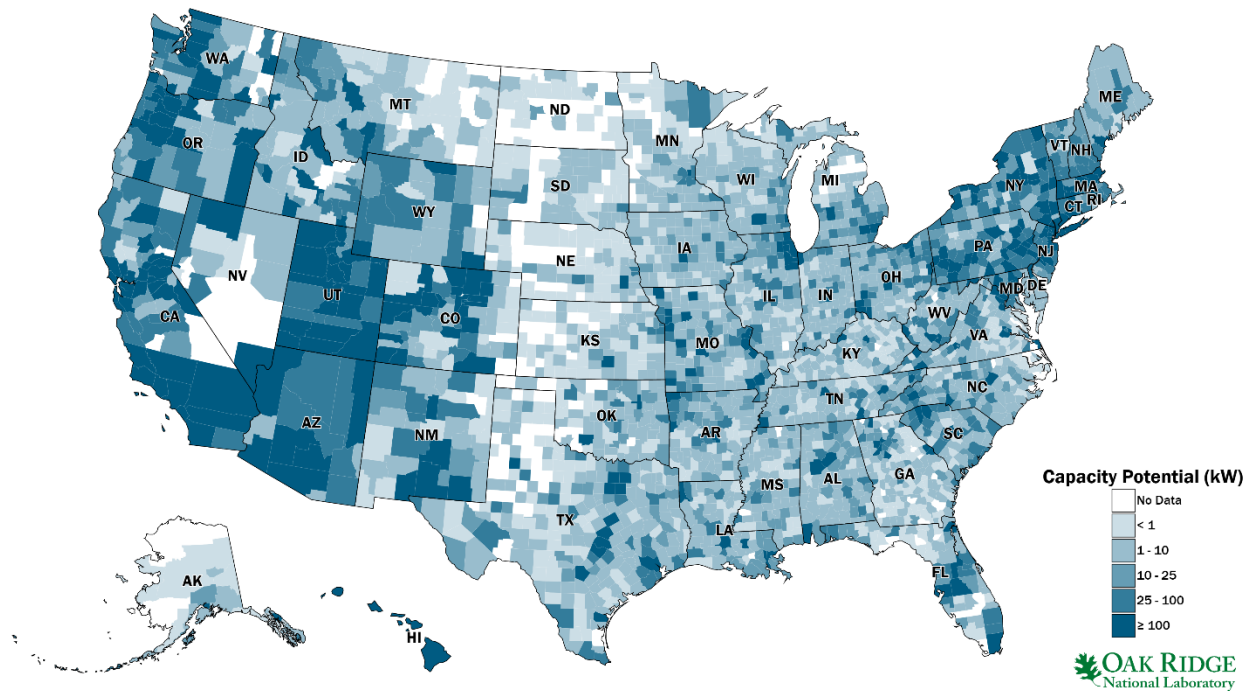 WA
MT
ND
MN
ME
OR
ID
VT
NH
SD
WI
MI
NY
MA
WY
CT
RI
IA
PA
NJ
NE
NV
OH
UT
IL
IN
MD
DE
CA
CO
WV
KS
MO
VA
KY
NC
TN
OK
AZ
NM
AR
SC
MS
AL
GA
TX
LA
FL
AK
HI
Capacity Potential (kW)
No Data
< 1
1 - 10
10 - 25
25 - 100
≥ 100
OAK RIDGE
National Laboratory